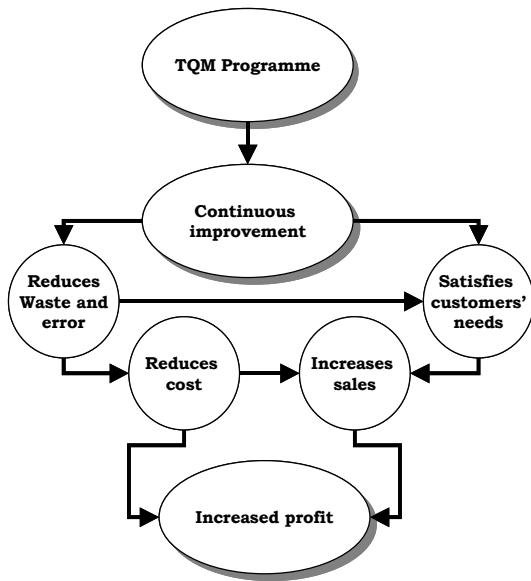 TQM Programme
Continuous
improvement
Reduces
Waste and
error
Satisfies
customers'
needs
Reduces
cost
Increases
sales
Increased profit